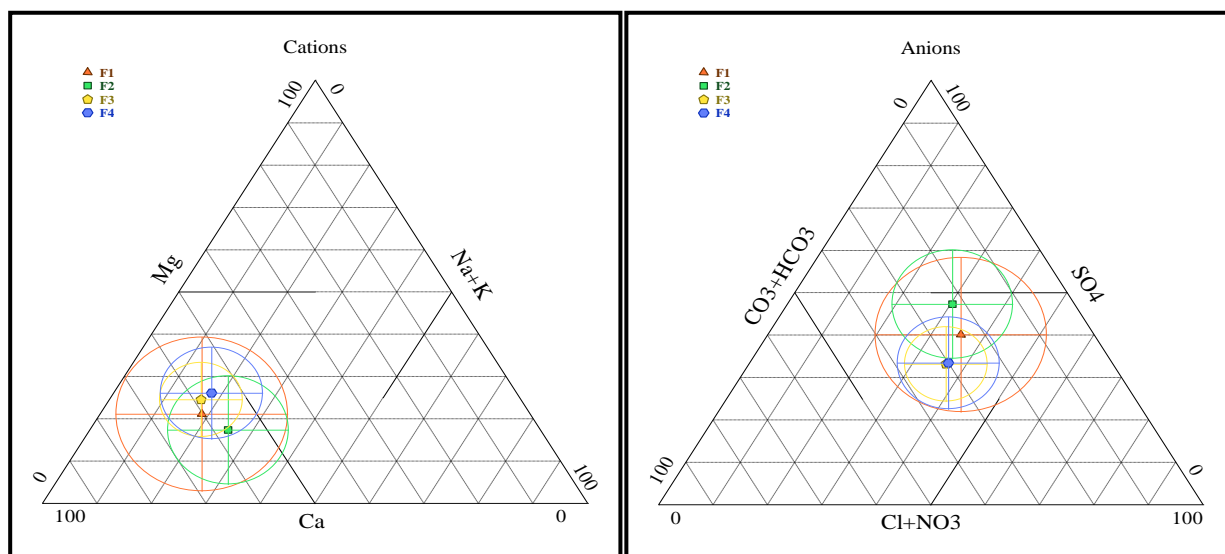 Cations
F1
F2
F3
F4
100
0
Mg
Na+K
0
100
100
Ca
0
Anions
F1
F2
F3
F4
0
100
CO3+HCO3
SO4
100
0
0
Cl+NO3
100